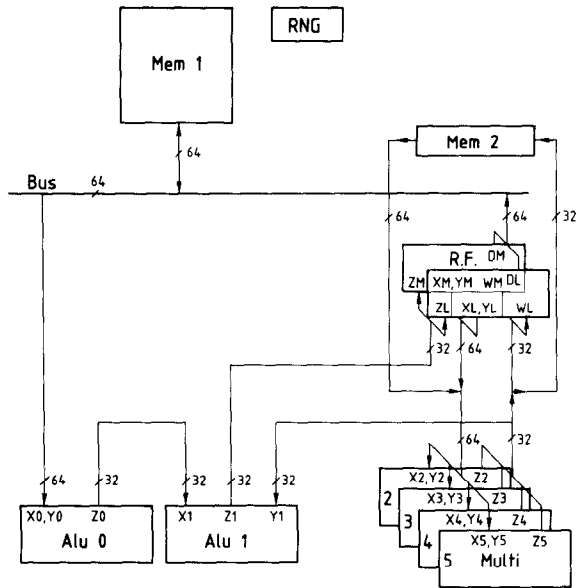 RNG
Mem 1
64
Mem 2
Bus 64
64 64 32
R.F. DM
ZM XM,YM WM DL
ZL XL,YL WL
32 64 32
64 32
64 32 32 32 32
X2,Y2 Z2
2 X3,Y3 Z3
X0,Y0 Z0 X1 Z1 Y1 3 X4,Y4 Z4
Alu 0 Alu 1 4 X5,Y5 Z5
5 Multi